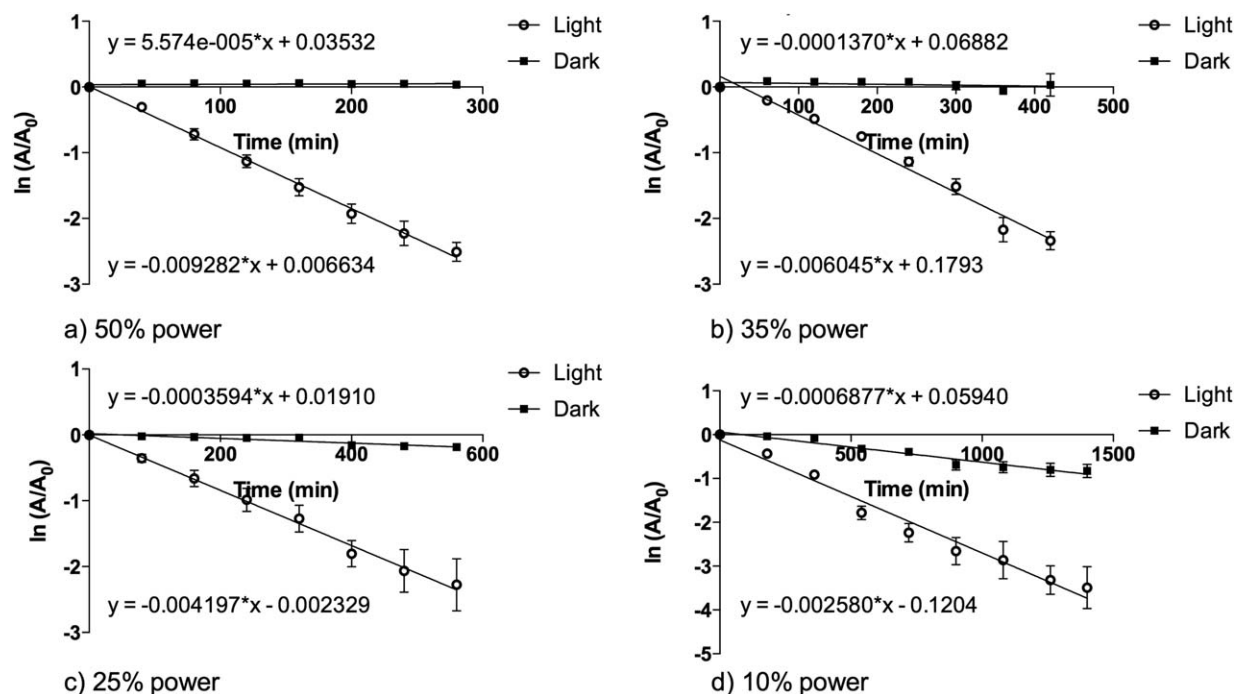 1
y = 5.574e-005*x + 0.03532
Light
Dark
0
100
200
300
Time (min)
ln (A/A0)
-1
-2
y = -0.009282*x + 0.006634
-3
a) 50% power
1
y = -0.0001370*x + 0.06882
Light
Dark
0
100
200
300
400
500
Time (min)
ln (A/A0)
-1
-2
y = -0.006045*x + 0.1793
-3
b) 35% power
1
y = -0.0003594*x + 0.01910
Light
Dark
0
200
400
600
Time (min)
ln (A/A0)
-1
-2
y = -0.004197*x - 0.002329
-3
c) 25% power
1
y = -0.0006877*x + 0.05940
Light
Dark
0
500
1000
1500
Time (min)
ln (A/A0)
-1
-2
-3
y = -0.002580*x - 0.1204
-4
-5
d) 10% power